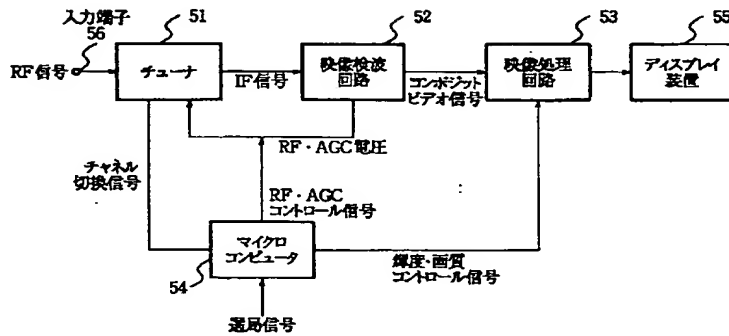 入力端子
56
51
52
53
55
RF信号
チューナ
IF信号
映像検波
回路
コンポジット
ビデオ信号
映像処理
回路
ディスプレイ
装置
RF・AGC電圧
チャネル
切換信号
RF・AGC
コントロール信号
マイクロ
コンピュータ
54
輝度・画質
コントロール信号
選局信号